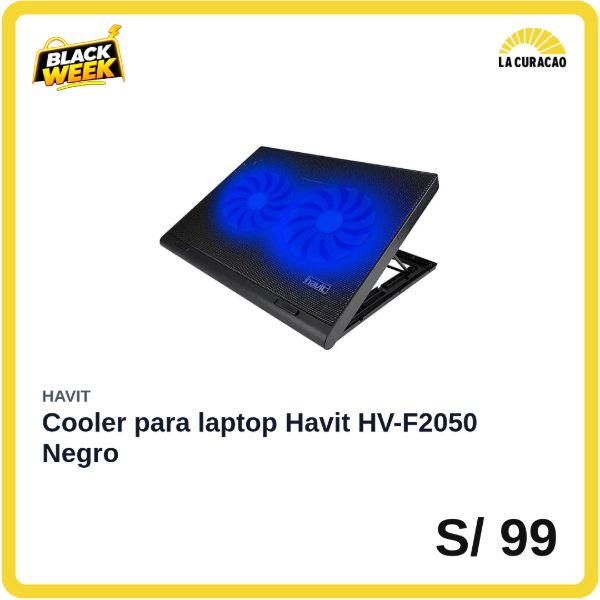 BLACK
WEEK
LA CURACAO
havit
HAVIT
Cooler para laptop Havit HV-F2050
Negro
S/ 99